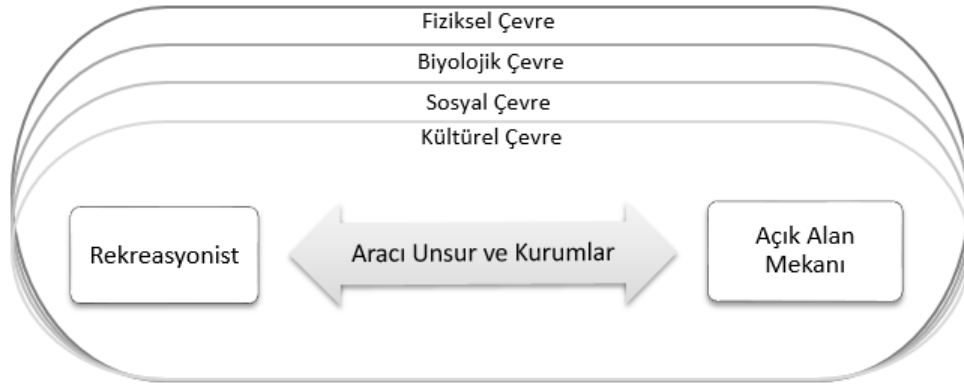 Fiziksel Çevre
Biyolojik Çevre
Sosyal Çevre
Kültürel Çevre
Rekreasyonist
Aracı Unsur ve Kurumlar
Açık Alan
Mekanı